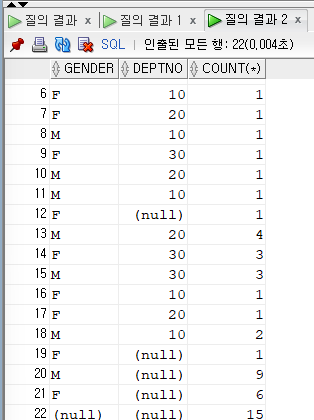 질의 결과 x 질의 결과 1 x 질의 결과 2 x
SQL | 인출된 모든 행: 22(0,004초)
GENDER DEPTNO COUNT(*)
6 F 10 1
7 F 20 1
8 M 10 1
9 F 30 1
10 M 20 1
11 M 10 1
12 F (null) 1
13 M 20 4
14 F 30 3
15 M 30 3
16 F 10 1
17 F 20 1
18 M 10 2
19 F (null) 1
20 M (null) 9
21 F (null) 6
22 (null) (null) 15